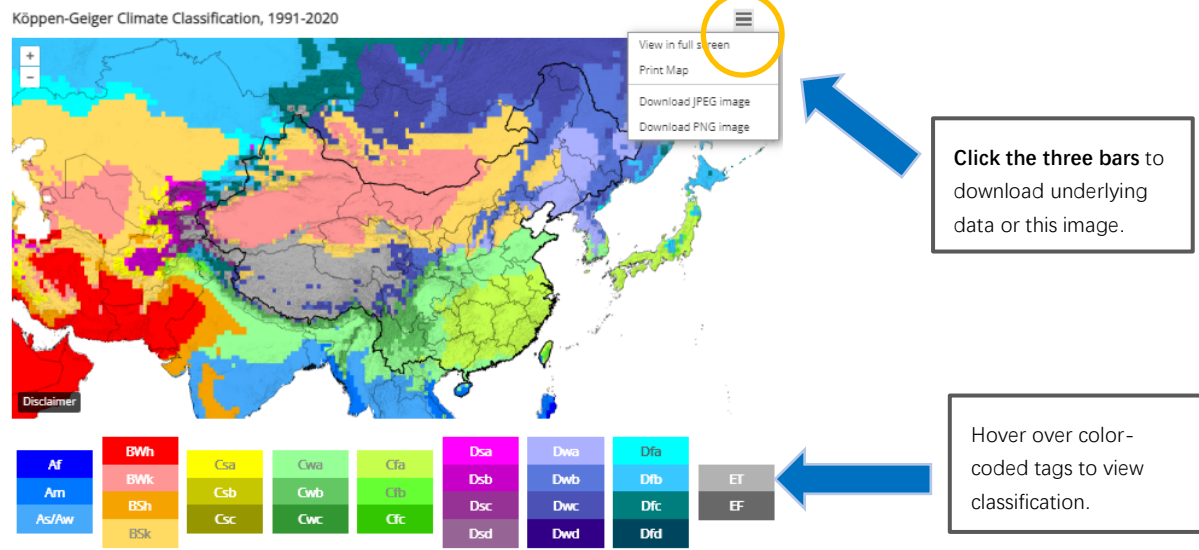 Köppen-Geiger Climate Classification, 1991-2020
+
−
View in full screen
Print Map
Download JPEG image
Download PNG image
Click the three bars to
download underlying
data or this image.
Disclaimer
Hover over color-
coded tags to view
classification.
Af
Am
As/Aw
BWh
BWk
BSh
BSk
Csa
Csb
Csc
Cwa
Cwb
Cwc
Cfa
Cfb
Cfc
Dsa
Dsb
Dsc
Dsd
Dwa
Dwb
Dwc
Dwd
Dfa
Dfb
Dfc
Dfd
ET
EF